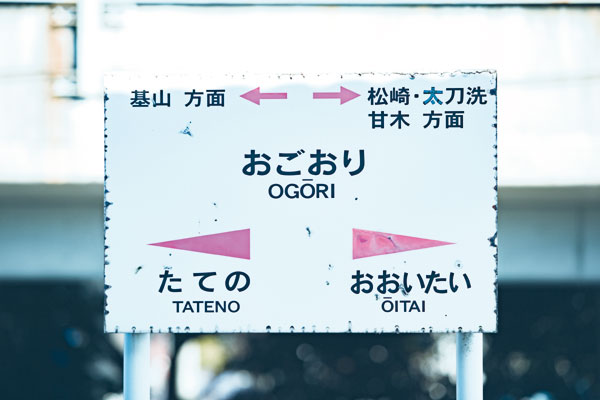 基山 方面
松崎・太刀洗
甘木 方面
おごおり
OGŌRI
たての
TATENO
おおいたい
ŌITAI